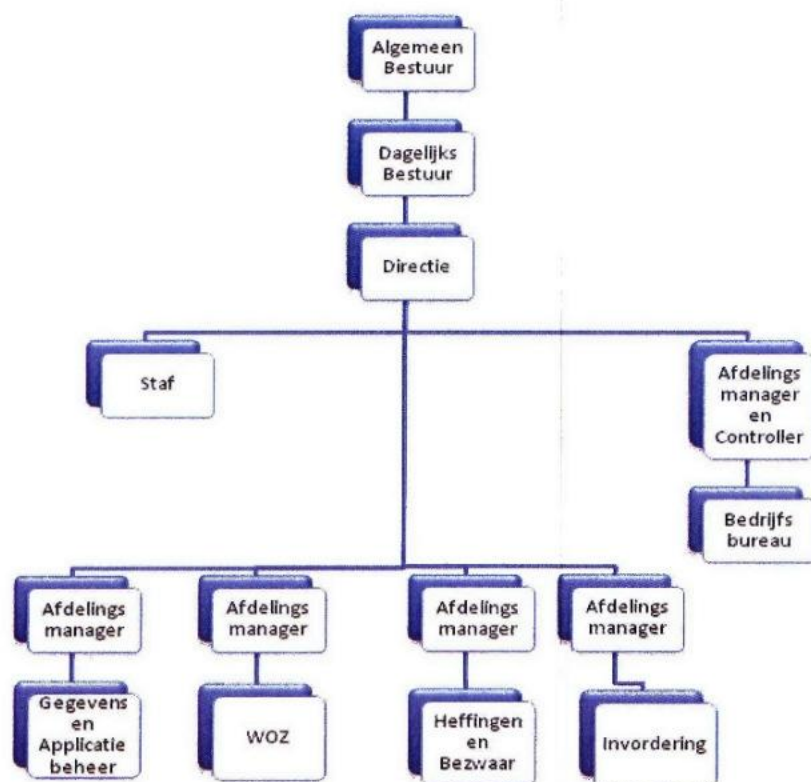 Algemeen
Bestuur
Dagelijks
Bestuur
Directie
Staf
Afdelings
manager
en
Controller
Bedrijfs
bureau
Afdelings
manager
Afdelings
manager
Afdelings
manager
Afdelings
manager
Gegevens
en
Applicatie
beheer
WOZ
Heffingen
en
Bezwaar
Invordering